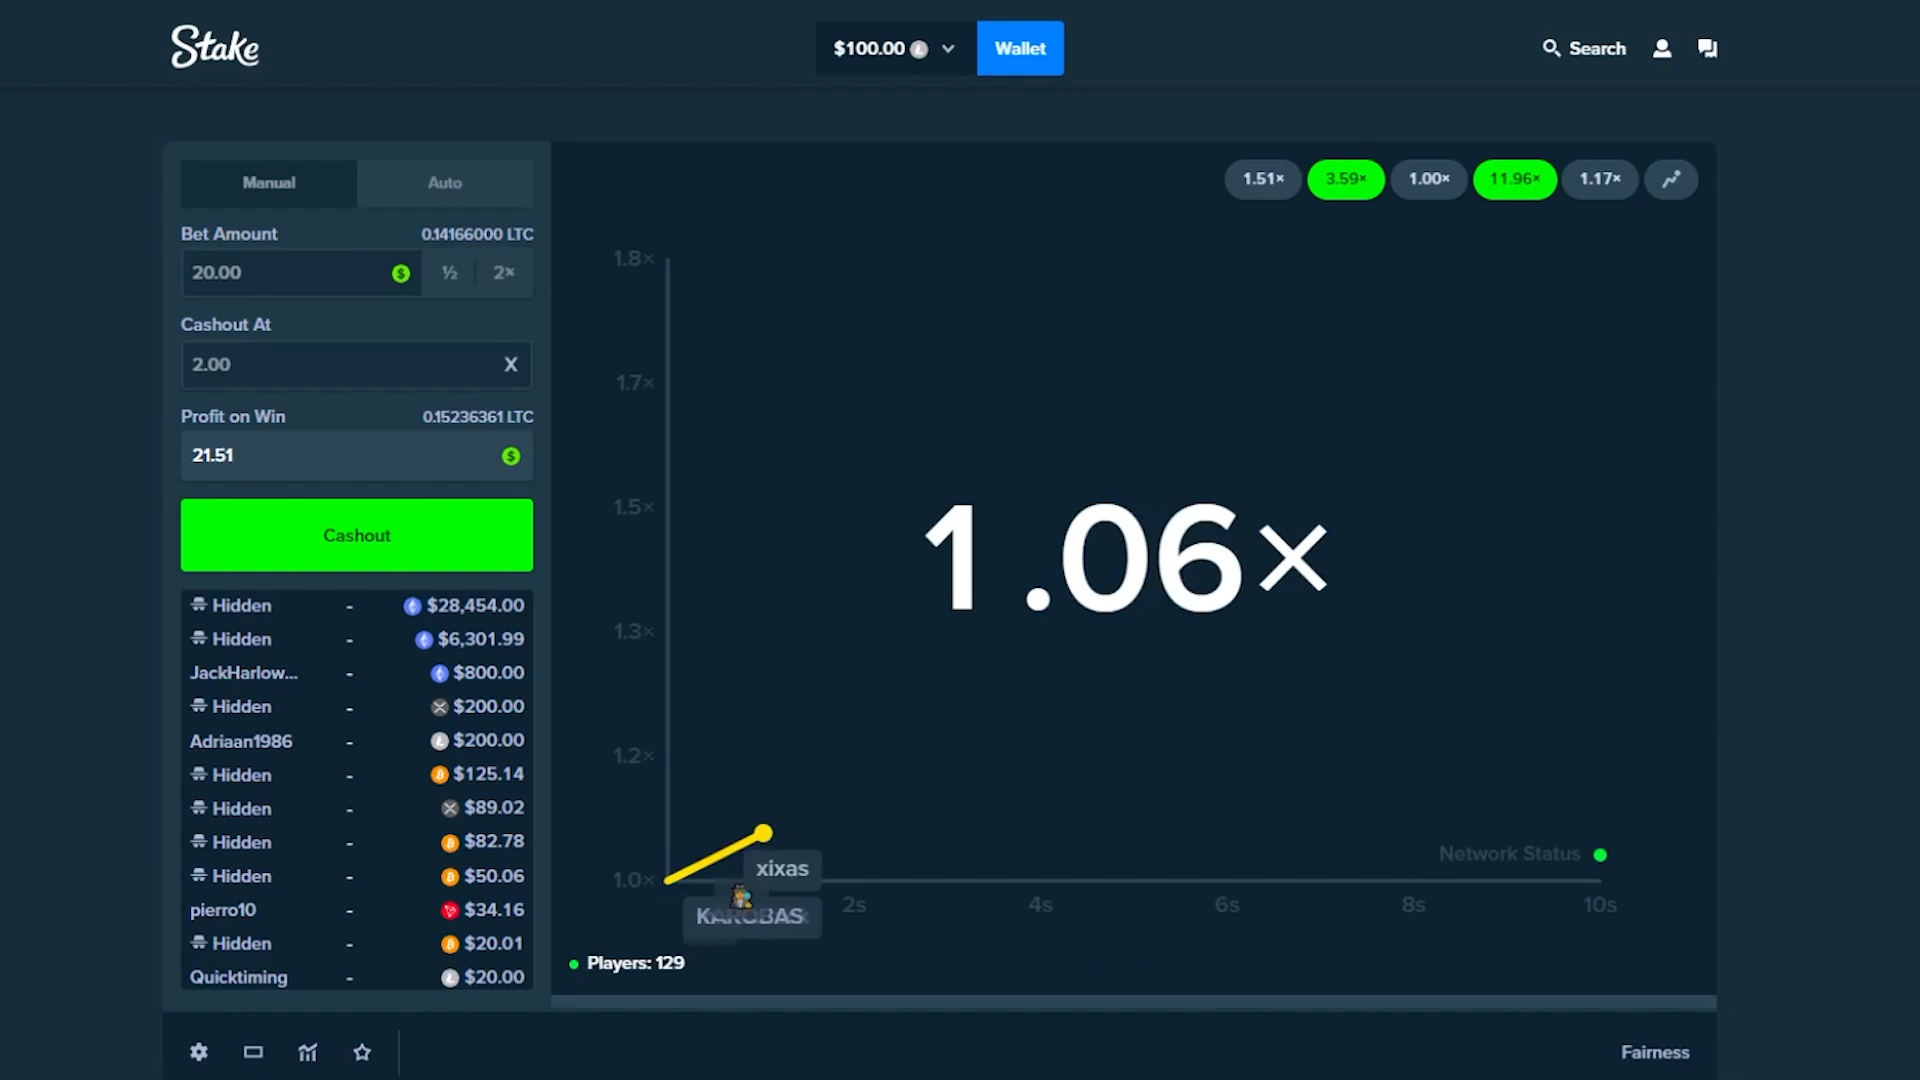 Stake
$100.00
Wallet
Search
Manual
Auto
Bet Amount
0.14166000 LTC
20.00
½
2×
Cashout At
2.00
X
Profit on Win
0.15236361 LTC
21.51
Cashout
Hidden - $28,454.00
Hidden - $6,301.99
JackHarlow... - $800.00
Hidden - $200.00
Adriaan1986 - $200.00
Hidden - $125.14
Hidden - $89.02
Hidden - $82.78
Hidden - $50.06
pierro10 - $34.16
Hidden - $20.01
Quicktiming - $20.00
1.51× 3.59× 1.00× 11.96× 1.17×
1.8×
1.7×
1.5×
1.3×
1.2×
1.0×
1.06×
Network Status
xixas
KAROBAS
2s 4s 6s 8s 10s
Players: 129
Fairness